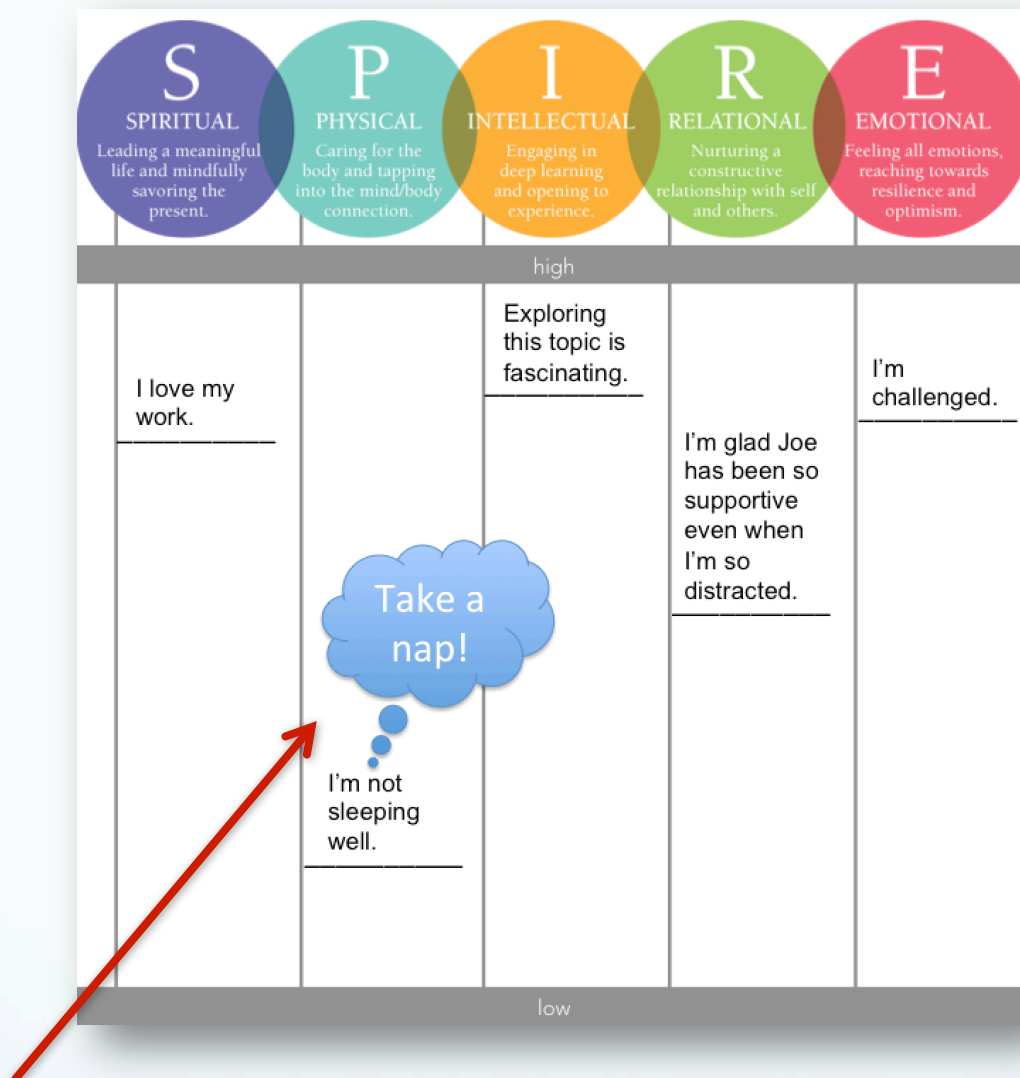 S
SPIRITUAL
Leading a meaningful
life and mindfully
savoring the
present.
P
PHYSICAL
Caring for the
body and tapping
into the mind/body
connection.
I
INTELLECTUAL
Engaging in
deep learning
and opening to
experience.
R
RELATIONAL
Nurturing a
constructive
relationship with self
and others.
E
EMOTIONAL
Feeling all emotions,
reaching towards
resilience and
optimism.
high
I love my
work.
Take a
nap!
I’m not
sleeping
well.
Exploring
this topic is
fascinating.
I’m glad Joe
has been so
supportive
even when
I’m so
distracted.
I’m
challenged.
low